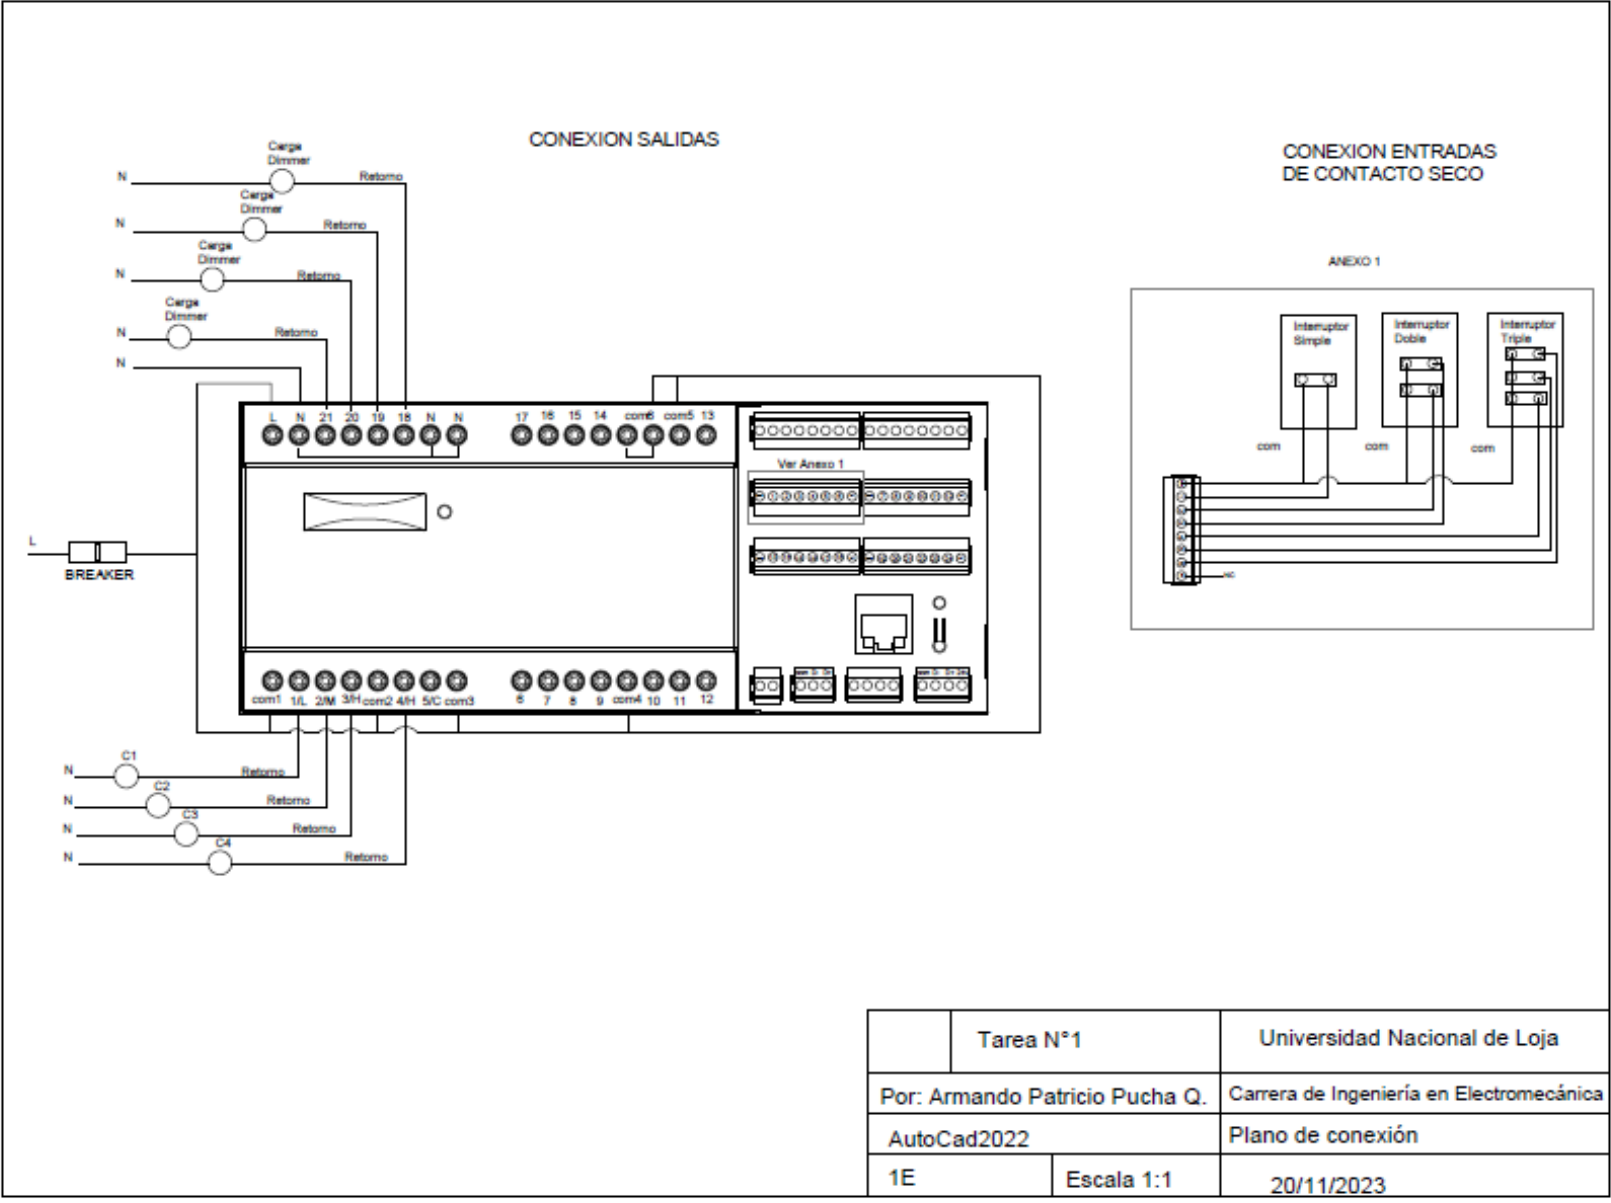 CONEXION SALIDAS
CONEXION ENTRADAS
DE CONTACTO SECO
Carga
Dimmer
N
Retorno
Carga
Dimmer
N
Retorno
Carga
Dimmer
N
Retorno
Carga
Dimmer
N
Retorno
N
L N 21 20 19 18 N N
17 16 15 14 com6 com5 13
Ver Anexo 1
L
BREAKER
com1 1/L 2/M 3/H com2 4/H 5/C com3
6 7 8 9 com4 10 11 12
C1
N
Retorno
C2
N
Retorno
C3
N
Retorno
C4
N
Retorno
ANEXO 1
Interruptor
Simple
Interruptor
Doble
Interruptor
Triple
com
com
com
NC
Tarea N°1
Universidad Nacional de Loja
Por: Armando Patricio Pucha Q.
Carrera de Ingeniería en Electromecánica
AutoCad2022
Plano de conexión
1E
Escala 1:1
20/11/2023